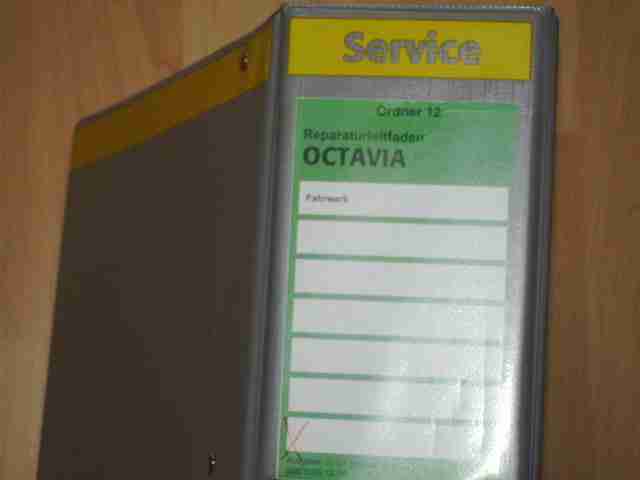 Service
Ordner 12
Reparaturleitfaden
OCTAVIA
Fahrwerk